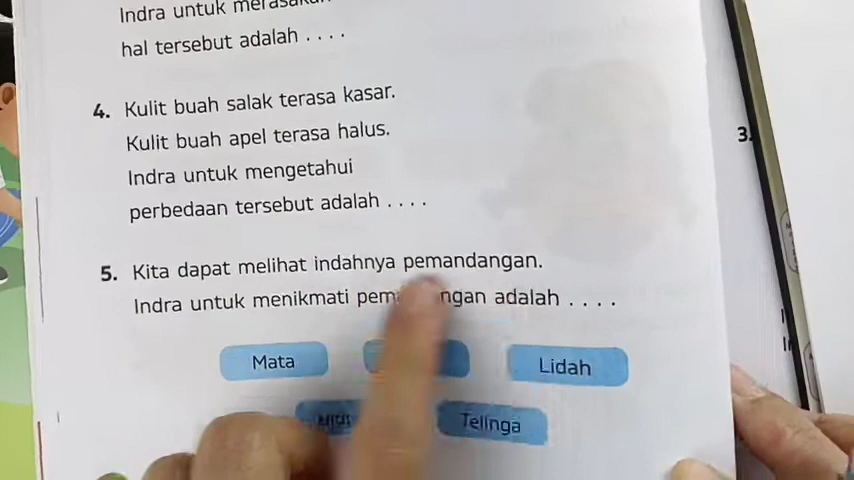 Indra untuk merasakan
hal tersebut adalah . . . .
4. Kulit buah salak terasa kasar.
Kulit buah apel terasa halus.
Indra untuk mengetahui
perbedaan tersebut adalah . . . .
5. Kita dapat melihat indahnya pemandangan.
Indra untuk menikmati adalah . . . .
Mata
Lidah
Telinga
3.